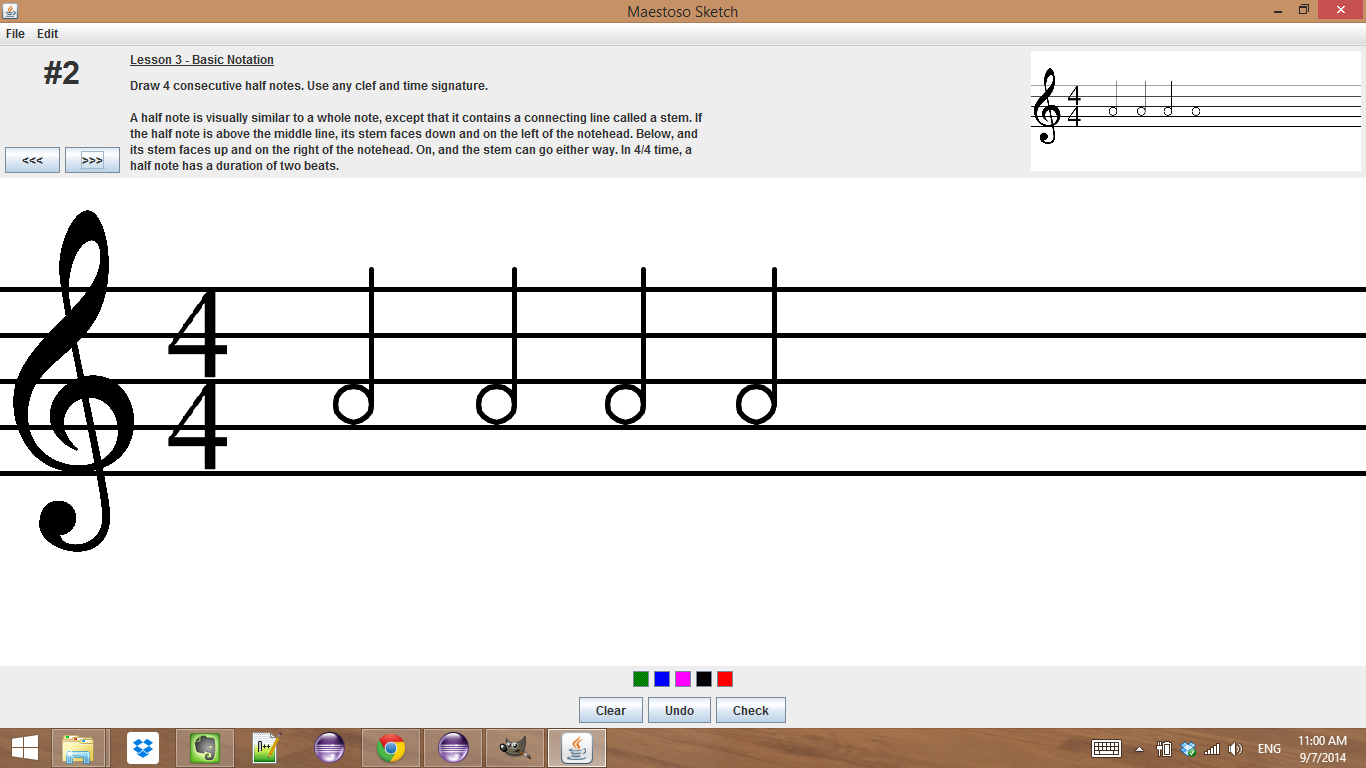 Maestoso Sketch
File Edit
#2
Lesson 3 - Basic Notation
Draw 4 consecutive half notes. Use any clef and time signature.
A half note is visually similar to a whole note, except that it contains a connecting line called a stem. If
the half note is above the middle line, its stem faces down and on the left of the notehead. Below, and
its stem faces up and on the right of the notehead. On, and the stem can go either way. In 4/4 time, a
half note has a duration of two beats.
<<< >>>
4
4
4
4
Clear Undo Check
ENG
11:00 AM
9/7/2014